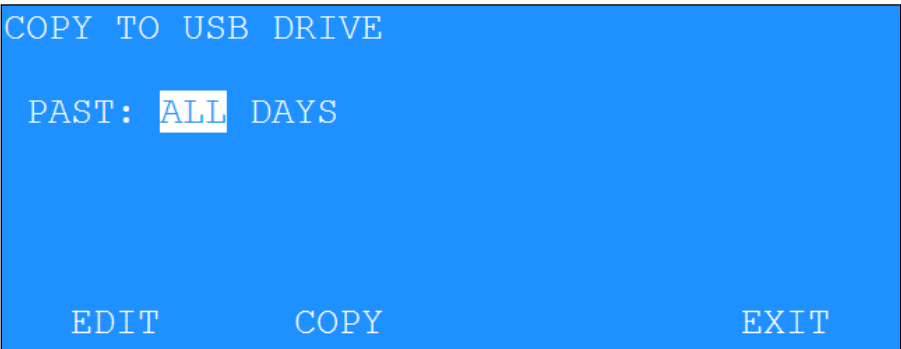 COPY TO USB DRIVE
PAST: ALL DAYS
EDIT COPY EXIT